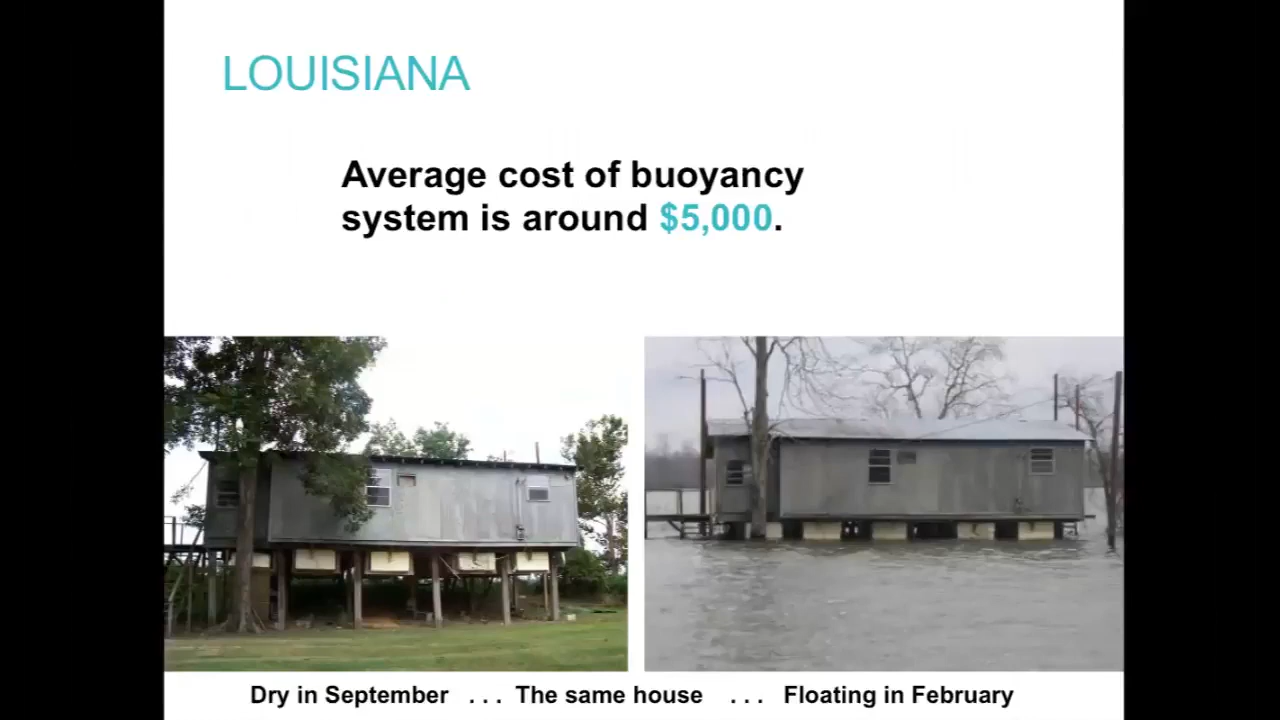 LOUISIANA
Average cost of buoyancy
system is around $5,000.
Dry in September . . . The same house . . . Floating in February